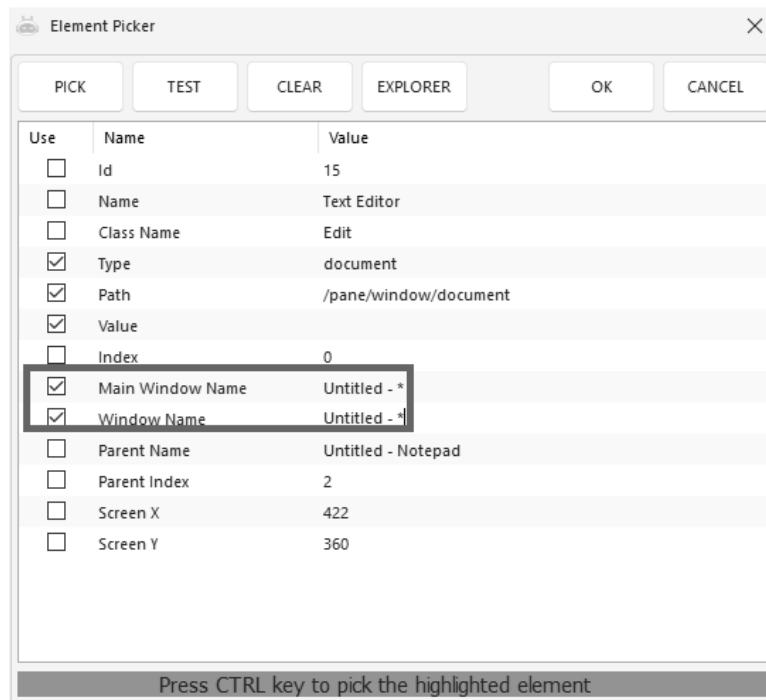 Element Picker
PICK TEST CLEAR EXPLORER OK CANCEL
Use Name Value
Id 15
Name Text Editor
Class Name Edit
Type document
Path /pane/window/document
Value
Index 0
Main Window Name Untitled - *
Window Name Untitled - *
Parent Name Untitled - Notepad
Parent Index 2
Screen X 422
Screen Y 360
Press CTRL key to pick the highlighted element